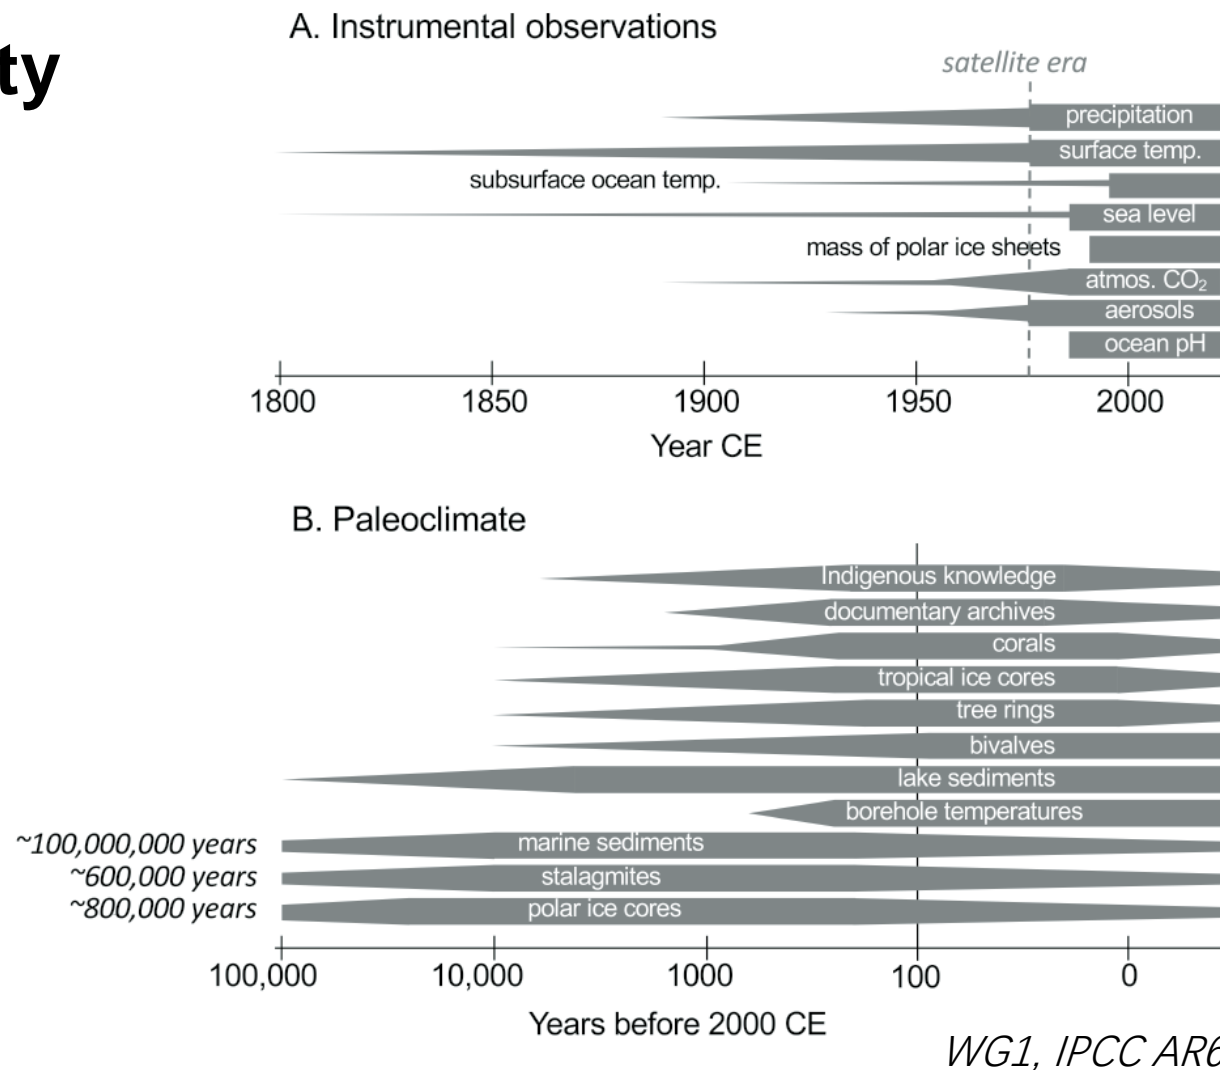 A. Instrumental observations
ty
satellite era
precipitation
surface temp.
subsurface ocean temp.
sea level
mass of polar ice sheets
atmos. CO₂
aerosols
ocean pH
1800 1850 1900 1950 2000
Year CE
B. Paleoclimate
Indigenous knowledge
documentary archives
corals
tropical ice cores
tree rings
bivalves
lake sediments
borehole temperatures
~100,000,000 years marine sediments
~600,000 years stalagmites
~800,000 years polar ice cores
100,000 10,000 1000 100 0
Years before 2000 CE
WG1, IPCC AR6